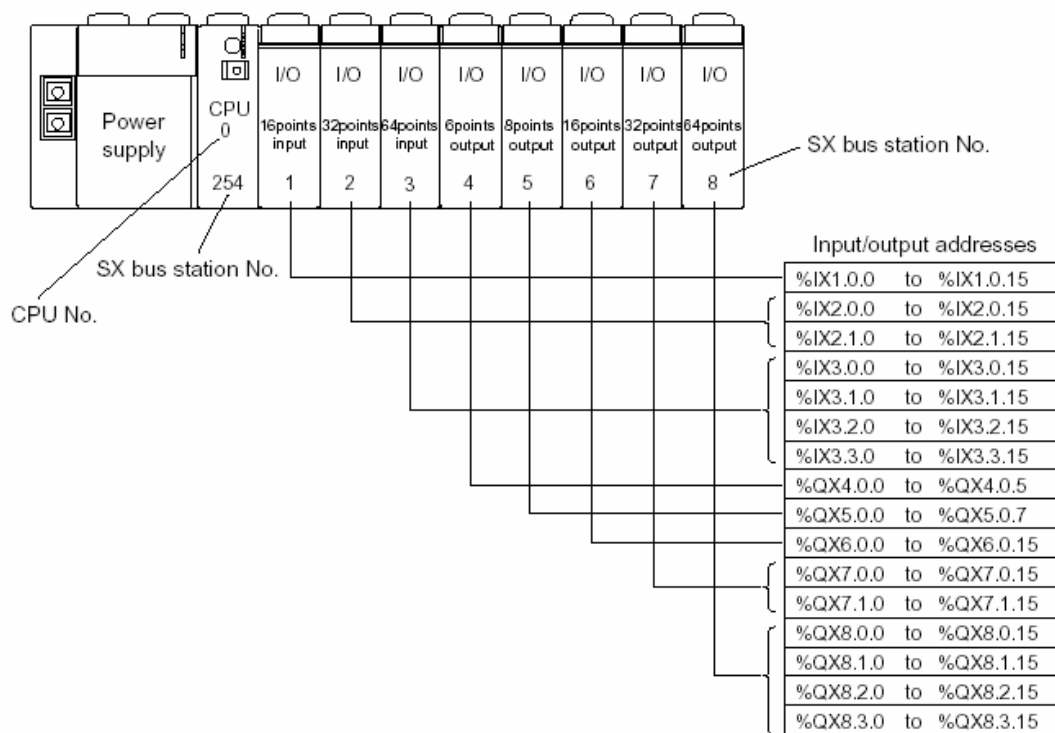 I/O I/O I/O I/O I/O I/O I/O I/O
CPU
0
Power
supply
16points
input
32points
input
64points
input
6points
output
8points
output
16points
output
32points
output
64points
output
254 1 2 3 4 5 6 7 8
SX bus station No.
SX bus station No.
CPU No.
Input/output addresses
%IX1.0.0 to %IX1.0.15
%IX2.0.0 to %IX2.0.15
%IX2.1.0 to %IX2.1.15
%IX3.0.0 to %IX3.0.15
%IX3.1.0 to %IX3.1.15
%IX3.2.0 to %IX3.2.15
%IX3.3.0 to %IX3.3.15
%QX4.0.0 to %QX4.0.5
%QX5.0.0 to %QX5.0.7
%QX6.0.0 to %QX6.0.15
%QX7.0.0 to %QX7.0.15
%QX7.1.0 to %QX7.1.15
%QX8.0.0 to %QX8.0.15
%QX8.1.0 to %QX8.1.15
%QX8.2.0 to %QX8.2.15
%QX8.3.0 to %QX8.3.15